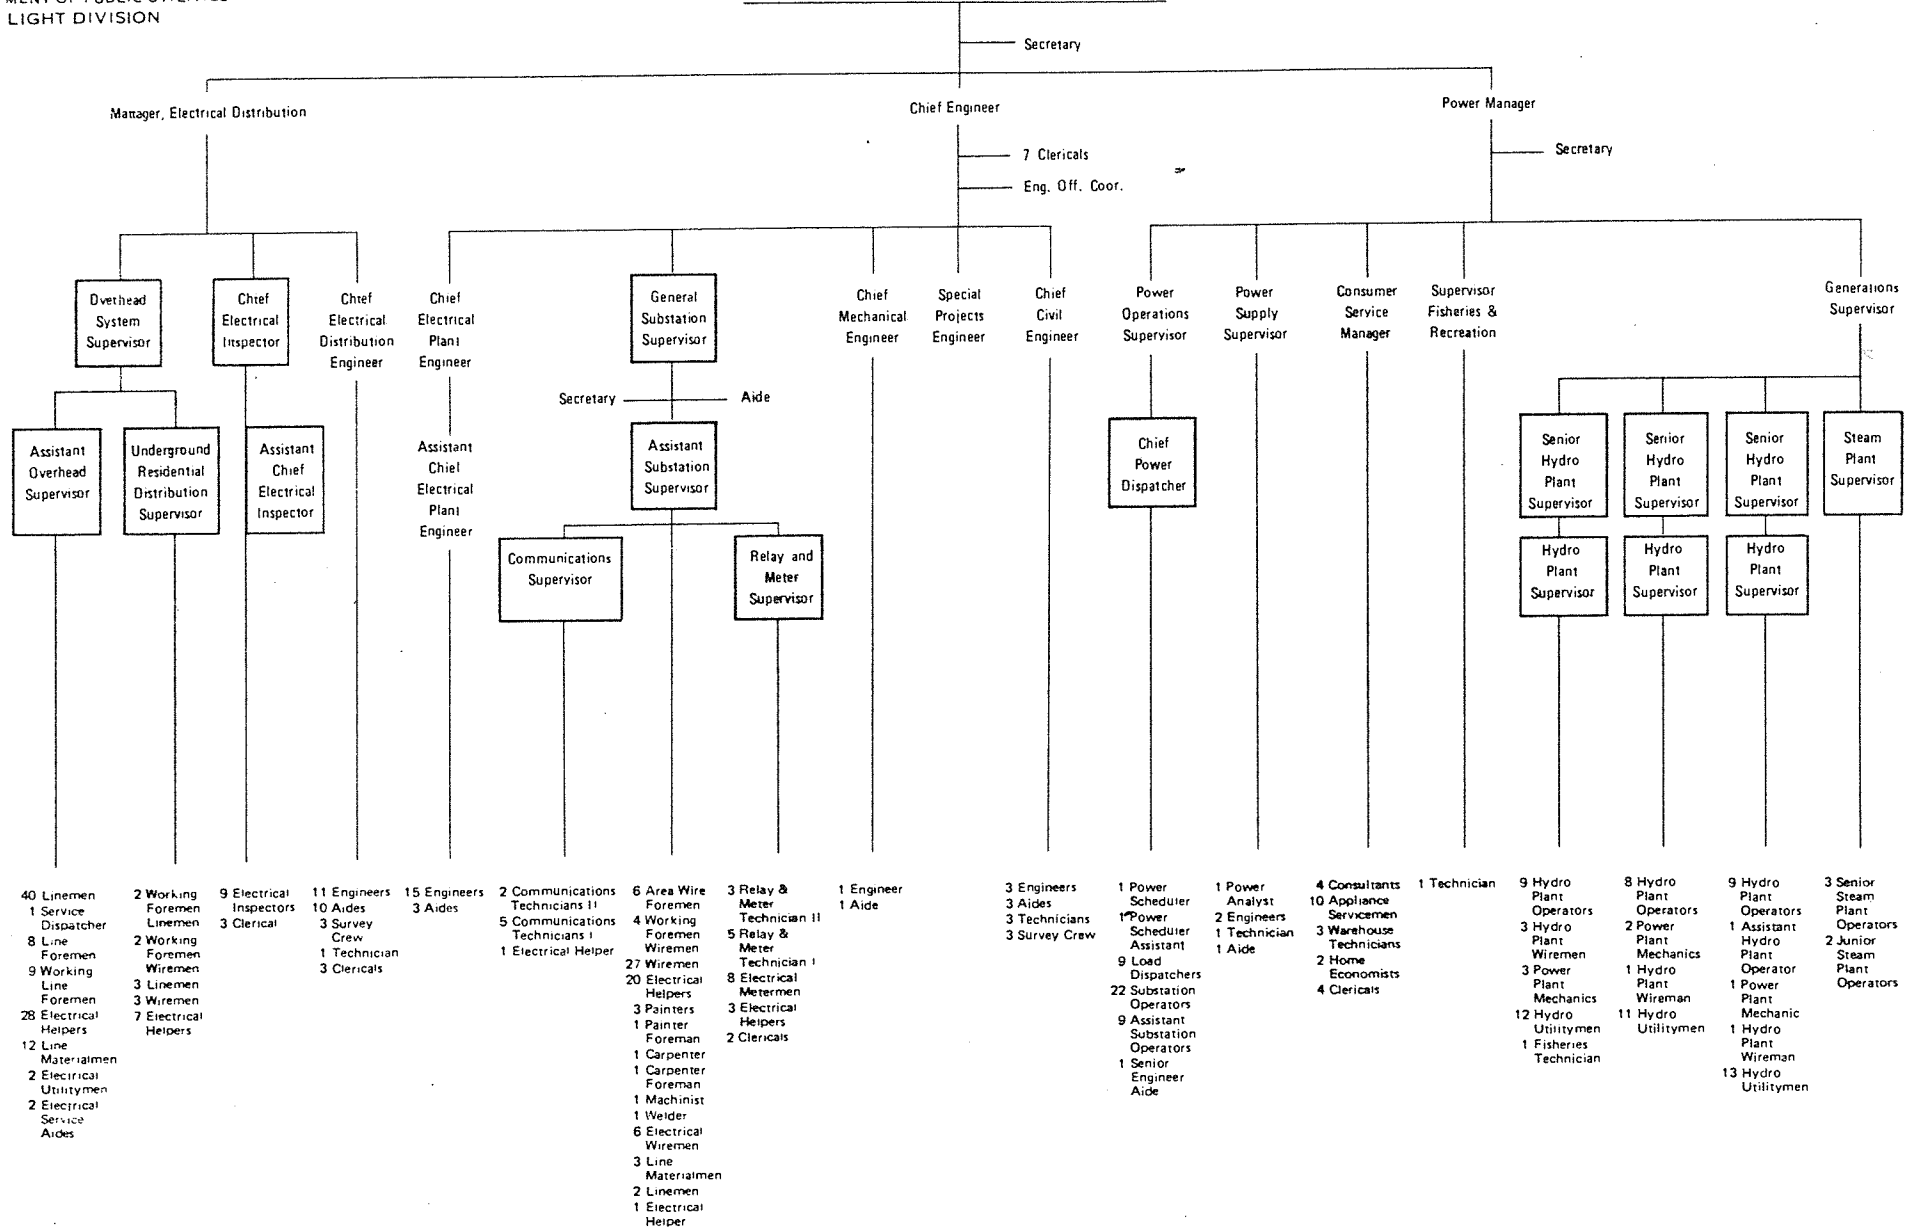 LIGHT DIVISION
Secretary
Manager, Electrical Distribution
Chief Engineer
Power Manager
7 Clericals
Eng. Off. Coor.
Secretary
Overhead
System
Supervisor
Chief
Electrical
Inspector
Chief
Electrical
Distribution
Engineer
Chief
Electrical
Plant
Engineer
General
Substation
Supervisor
Chief
Mechanical
Engineer
Special
Projects
Engineer
Chief
Civil
Engineer
Power
Operations
Supervisor
Power
Supply
Supervisor
Consumer
Service
Manager
Supervisor
Fisheries &
Recreation
Generations
Supervisor
Secretary
Aide
Assistant
Overhead
Supervisor
Underground
Residential
Distribution
Supervisor
Assistant
Chief
Electrical
Inspector
Assistant
Chief
Electrical
Plant
Engineer
Assistant
Substation
Supervisor
Chief
Power
Dispatcher
Senior
Hydro
Plant
Supervisor
Senior
Hydro
Plant
Supervisor
Senior
Hydro
Plant
Supervisor
Steam
Plant
Supervisor
Communications
Supervisor
Relay and
Meter
Supervisor
Hydro
Plant
Supervisor
Hydro
Plant
Supervisor
Hydro
Plant
Supervisor
40 Linemen
1 Service
Dispatcher
8 Line
Foremen
9 Working
Line
Foremen
28 Electrical
Helpers
12 Line
Materialmen
2 Electrical
Utilitymen
2 Electrical
Service
Aides
2 Working
Foremen
Linemen
2 Working
Foremen
Wiremen
3 Linemen
3 Wiremen
7 Electrical
Helpers
9 Electrical
Inspectors
3 Clerical
11 Engineers
10 Aides
3 Survey
Crew
1 Technician
3 Clericals
15 Engineers
3 Aides
2 Communications
Technicians II
5 Communications
Technicians I
1 Electrical Helper
6 Area Wire
Foremen
4 Working
Foremen
Wiremen
27 Wiremen
20 Electrical
Helpers
3 Painters
1 Painter
Foreman
1 Carpenter
1 Carpenter
Foreman
1 Machinist
1 Welder
6 Electrical
Wiremen
3 Line
Materialmen
2 Linemen
1 Electrical
Helper
3 Relay &
Meter
Technician II
5 Relay &
Meter
Technician I
8 Electrical
Metermen
3 Electrical
Helpers
2 Clericals
1 Engineer
1 Aide
3 Engineers
3 Aides
3 Technicians
3 Survey Crew
1 Power
Scheduler
1 Power
Scheduler
Assistant
9 Load
Dispatchers
22 Substation
Operators
9 Assistant
Substation
Operators
1 Senior
Engineer
Aide
1 Power
Analyst
2 Engineers
1 Technician
1 Aide
4 Consultants
10 Appliance
Servicemen
3 Warehouse
Technicians
2 Home
Economists
4 Clericals
1 Technician
9 Hydro
Plant
Operators
3 Hydro
Plant
Wiremen
3 Power
Plant
Mechanics
12 Hydro
Utilitymen
1 Fisheries
Technician
8 Hydro
Plant
Operators
2 Power
Plant
Mechanics
1 Hydro
Plant
Wireman
11 Hydro
Utilitymen
9 Hydro
Plant
Operators
1 Assistant
Hydro
Plant
Operator
1 Power
Plant
Mechanic
1 Hydro
Plant
Wireman
13 Hydro
Utilitymen
3 Senior
Steam
Plant
Operators
2 Junior
Steam
Plant
Operators